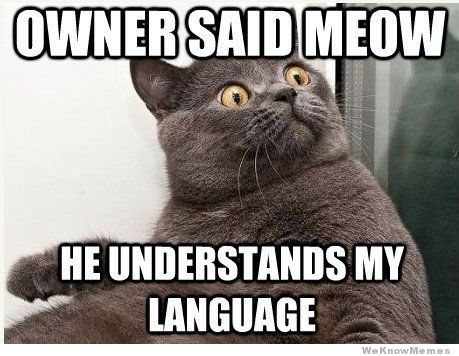 OWNER SAID MEOW
HE UNDERSTANDS MY
LANGUAGE
WeKnowMemes